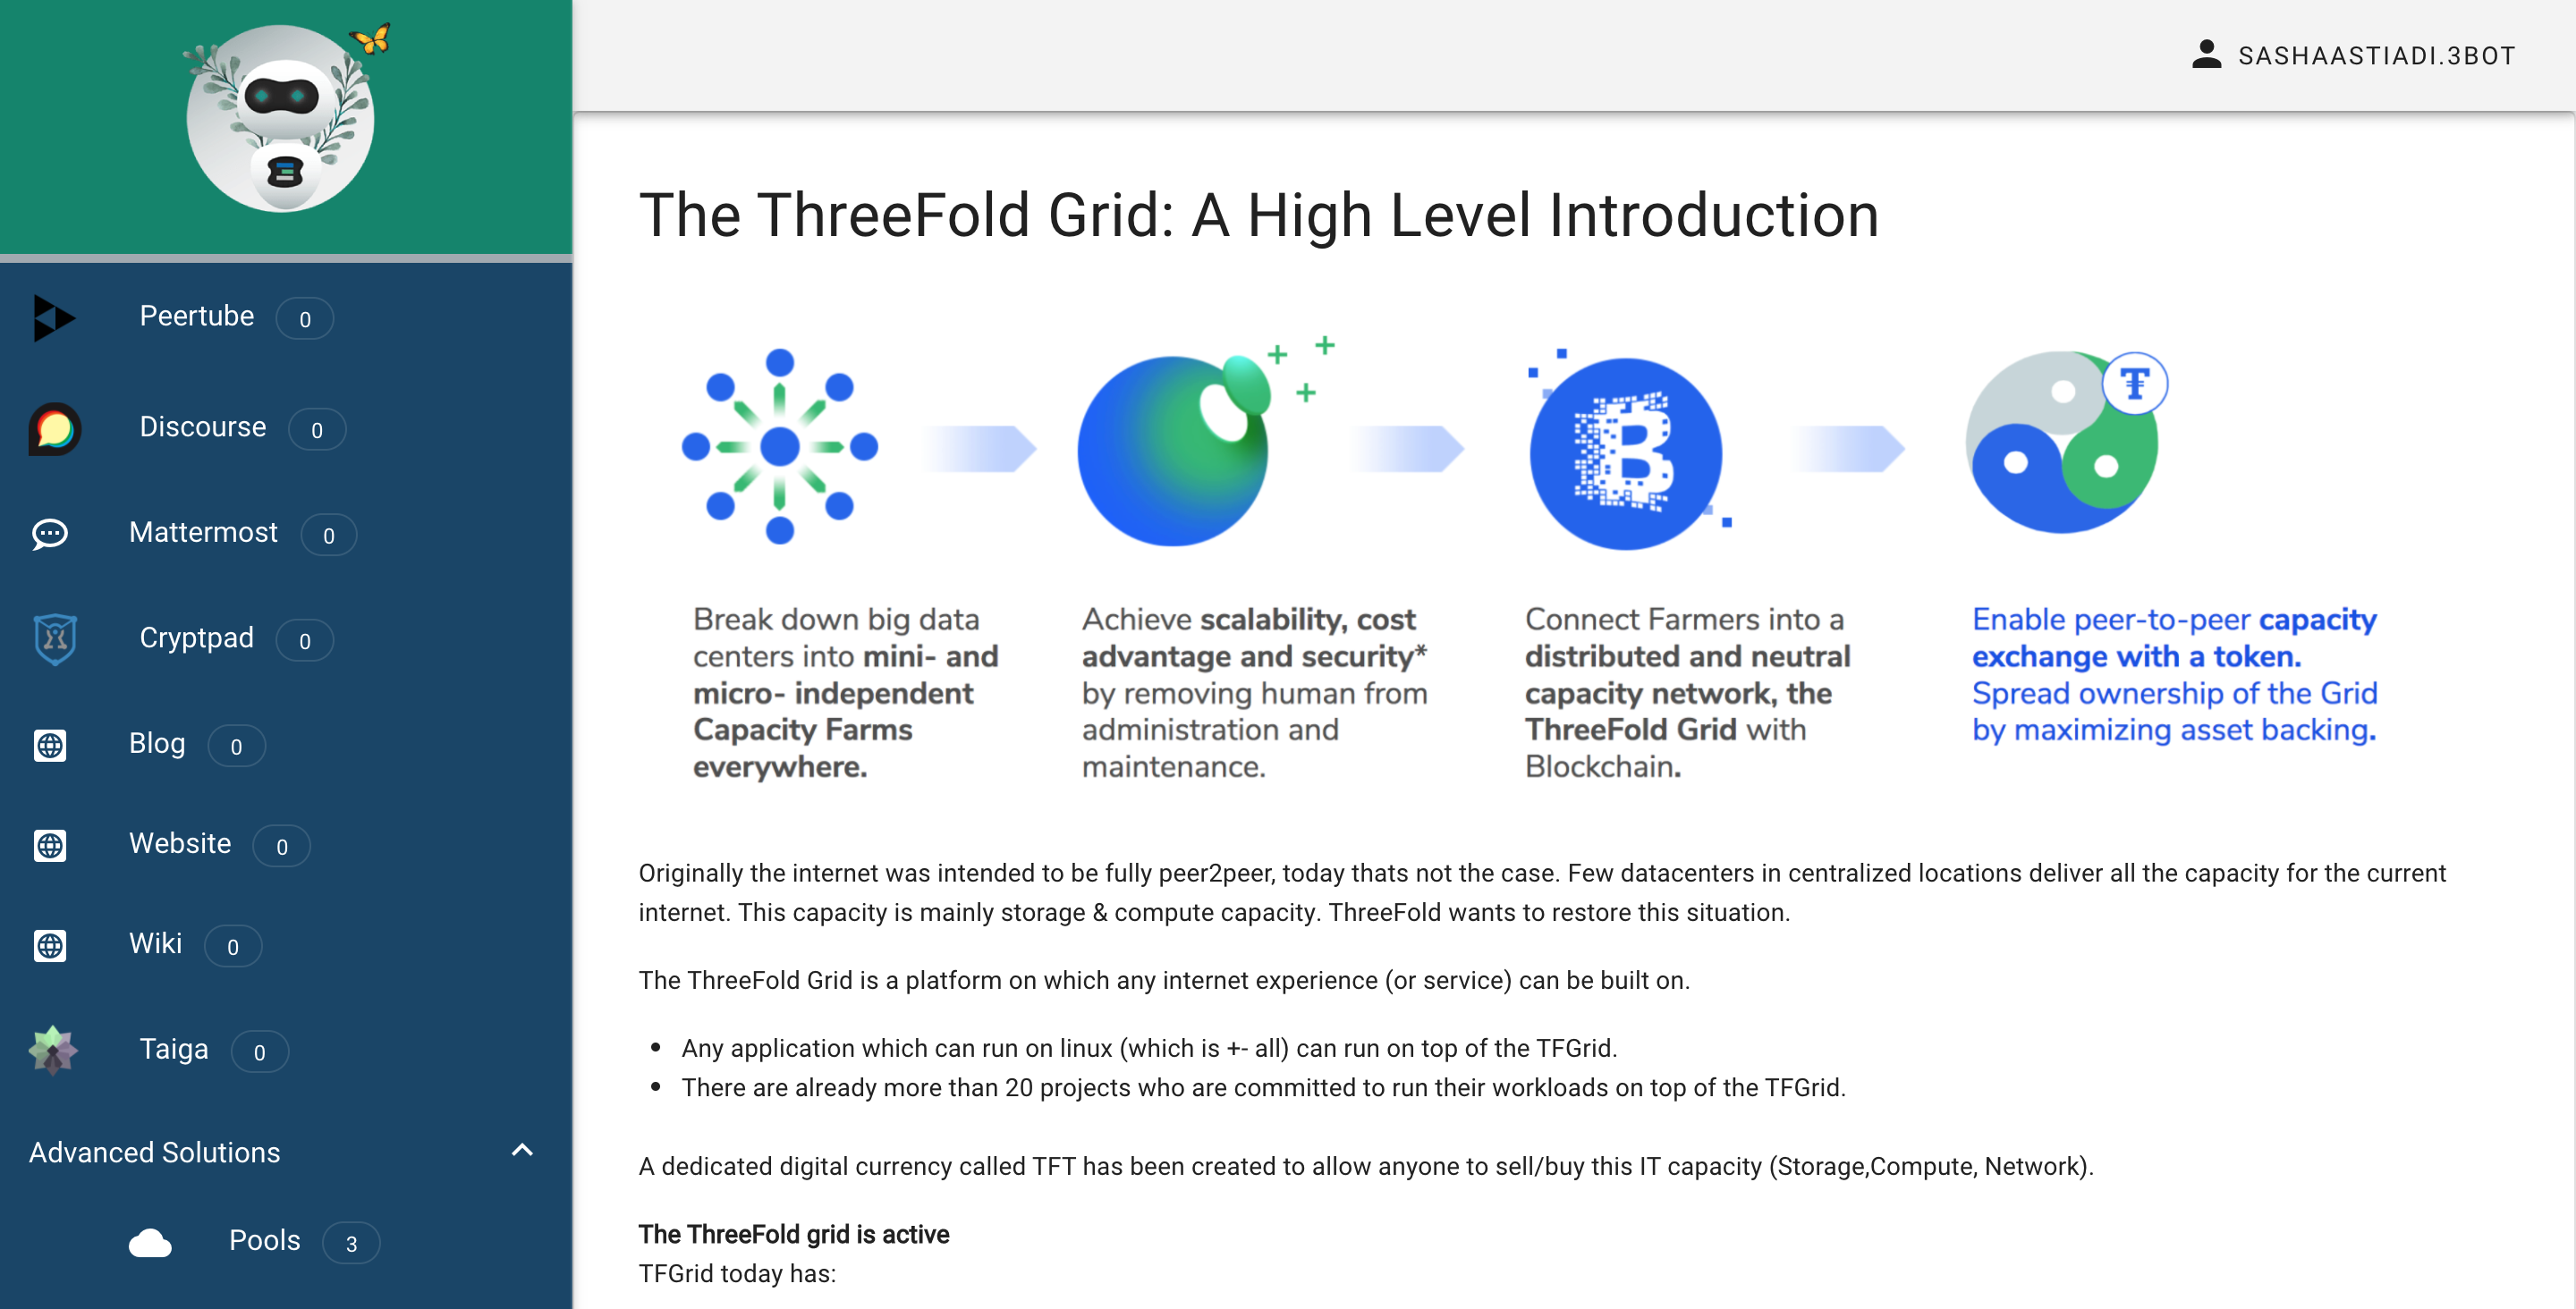 SASHAASTIADI.3BOT
Peertube 0
Discourse 0
Mattermost 0
Cryptpad 0
Blog 0
Website 0
Wiki 0
Taiga 0
Advanced Solutions
Pools 3
The ThreeFold Grid: A High Level Introduction
Break down big data
centers into mini- and
micro- independent
Capacity Farms
everywhere.
Achieve scalability, cost
advantage and security*
by removing human from
administration and
maintenance.
Connect Farmers into a
distributed and neutral
capacity network, the
ThreeFold Grid with
Blockchain.
Enable peer-to-peer capacity
exchange with a token.
Spread ownership of the Grid
by maximizing asset backing.
Originally the internet was intended to be fully peer2peer, today thats not the case. Few datacenters in centralized locations deliver all the capacity for the current
internet. This capacity is mainly storage & compute capacity. ThreeFold wants to restore this situation.
The ThreeFold Grid is a platform on which any internet experience (or service) can be built on.
• Any application which can run on linux (which is +- all) can run on top of the TFGrid.
• There are already more than 20 projects who are committed to run their workloads on top of the TFGrid.
A dedicated digital currency called TFT has been created to allow anyone to sell/buy this IT capacity (Storage,Compute, Network).
The ThreeFold grid is active
TFGrid today has: